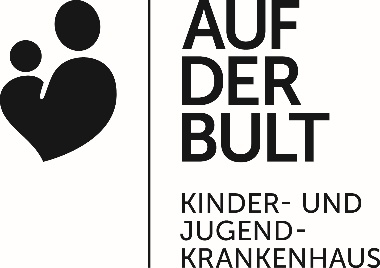 AUF
DER
BULT
KINDER- UND
JUGEND-
KRANKENHAUS